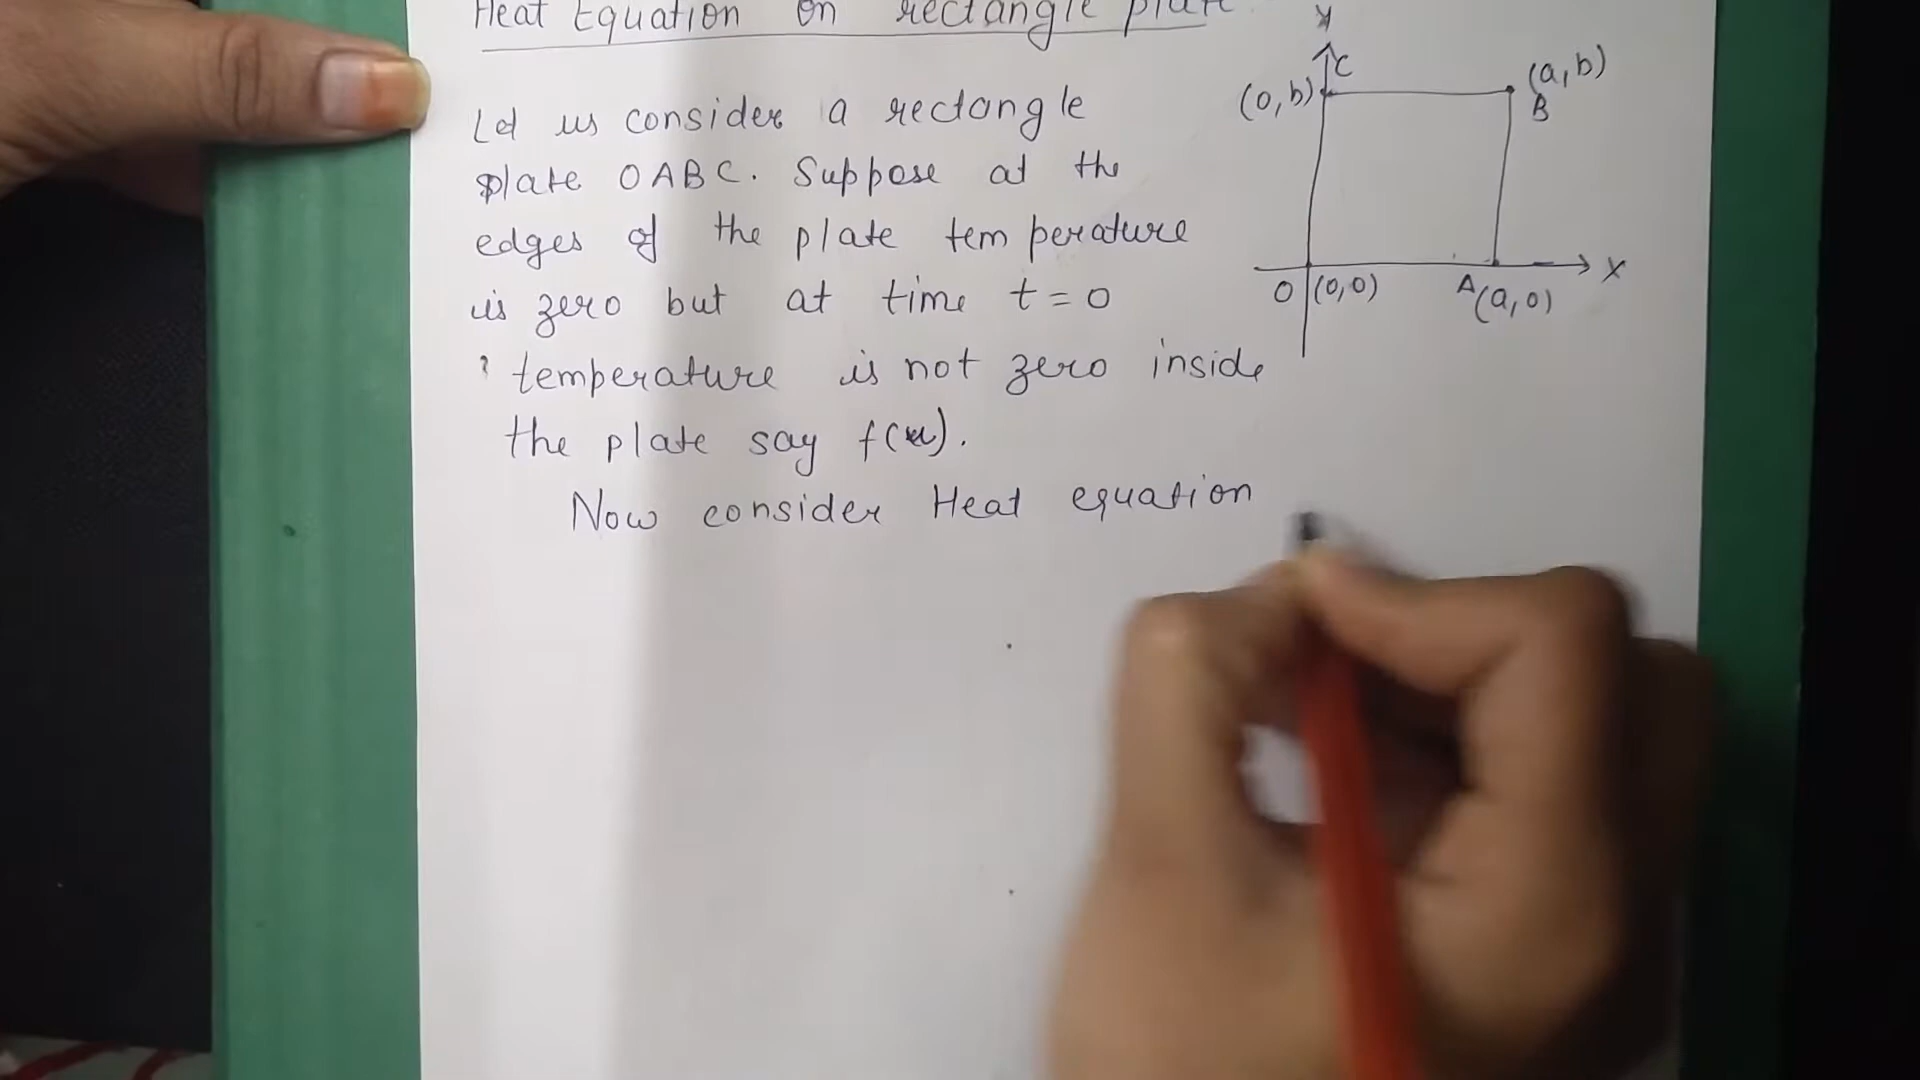 Heat Equation on rectangle plate
Let us consider a rectangle
plate OABC. Suppose at the
edges of the plate temperature
is zero but at time t = 0
temperature is not zero inside
the plate say f(x).
Now consider Heat equation
Y
C
(0,b)
(a,b)
B
X
O
(0,0)
A
(a,0)